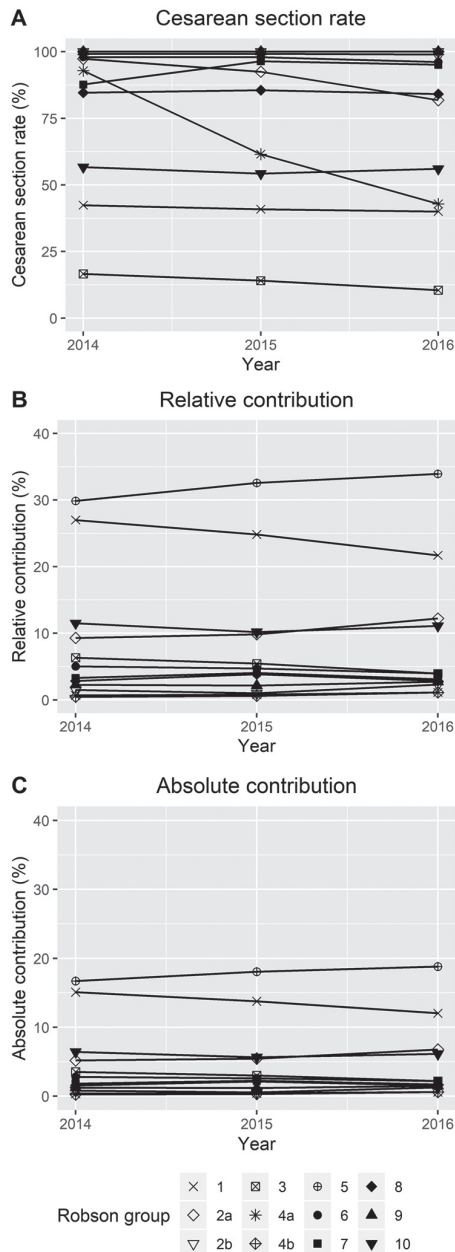 A Cesarean section rate
Cesarean section rate (%)
100
75
50
25
0
2014 2015 2016
Year
B Relative contribution
Relative contribution (%)
40
30
20
10
0
2014 2015 2016
Year
C Absolute contribution
Absolute contribution (%)
40
30
20
10
0
2014 2015 2016
Year
Robson group
1 3 5 8
2a 4a 6 9
2b 4b 7 10